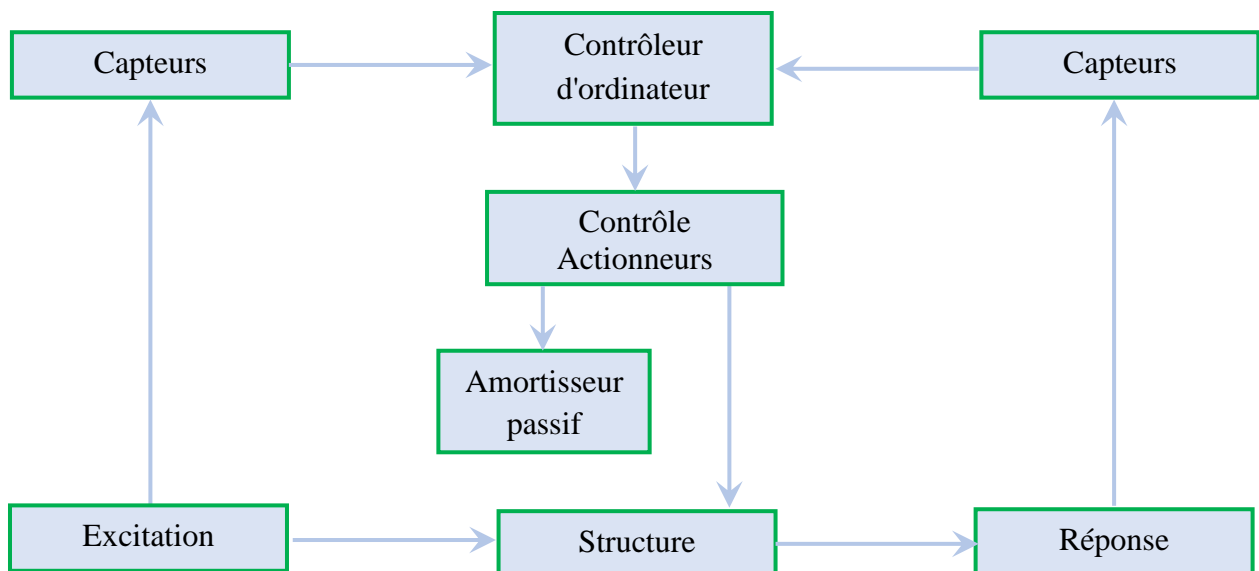 Capteurs
Contrôleur
d'ordinateur
Capteurs
Contrôle
Actionneurs
Amortisseur
passif
Excitation
Structure
Réponse